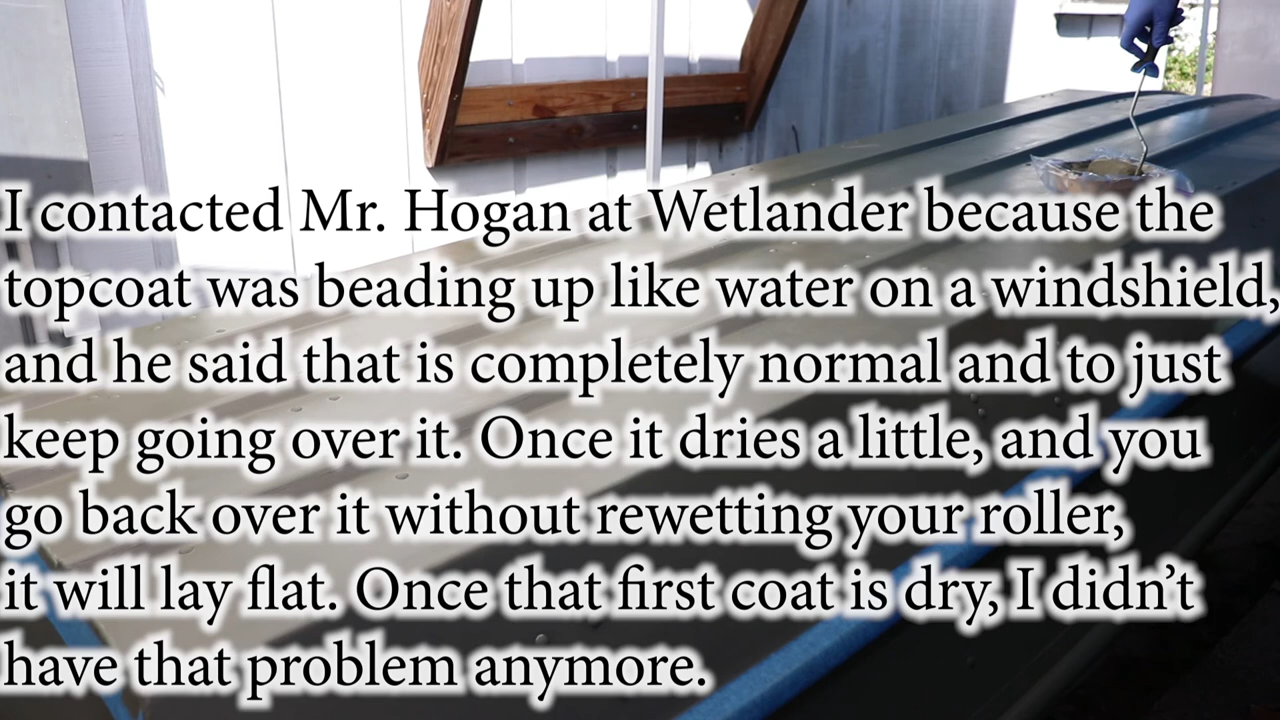 I contacted Mr. Hogan at Wetlander because the
topcoat was beading up like water on a windshield,
and he said that is completely normal and to just
keep going over it. Once it dries a little, and you
go back over it without rewetting your roller,
it will lay flat. Once that first coat is dry, I didn’t
have that problem anymore.